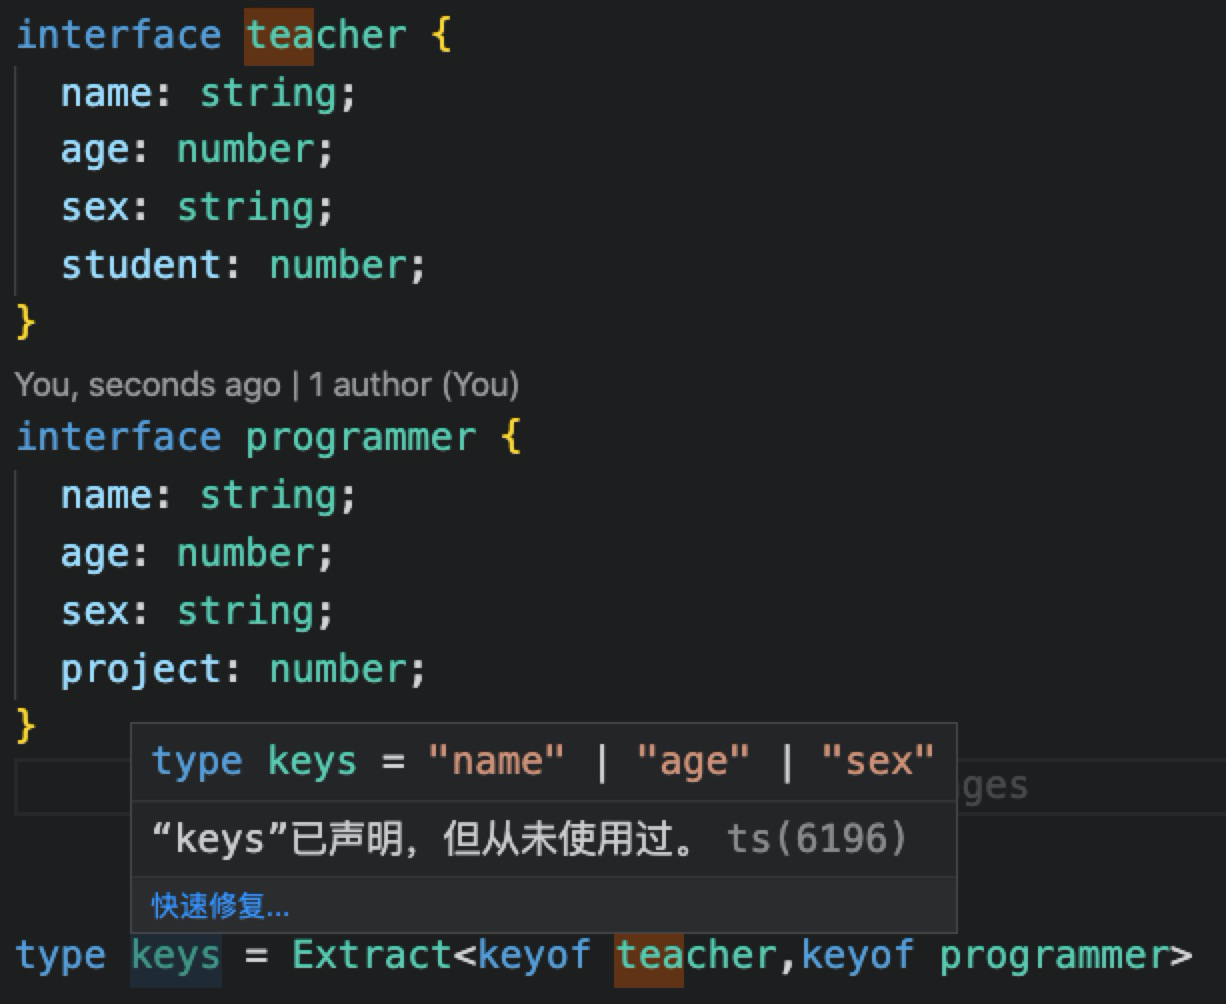 interface teacher {
name: string;
age: number;
sex: string;
student: number;
}
You, seconds ago | 1 author (You)
interface programmer {
name: string;
age: number;
sex: string;
project: number;
}
type keys = "name" | "age" | "sex"
ges
“keys”已声明，但从未使用过。 ts(6196)
快速修复...
type keys = Extract<keyof teacher,keyof programmer>